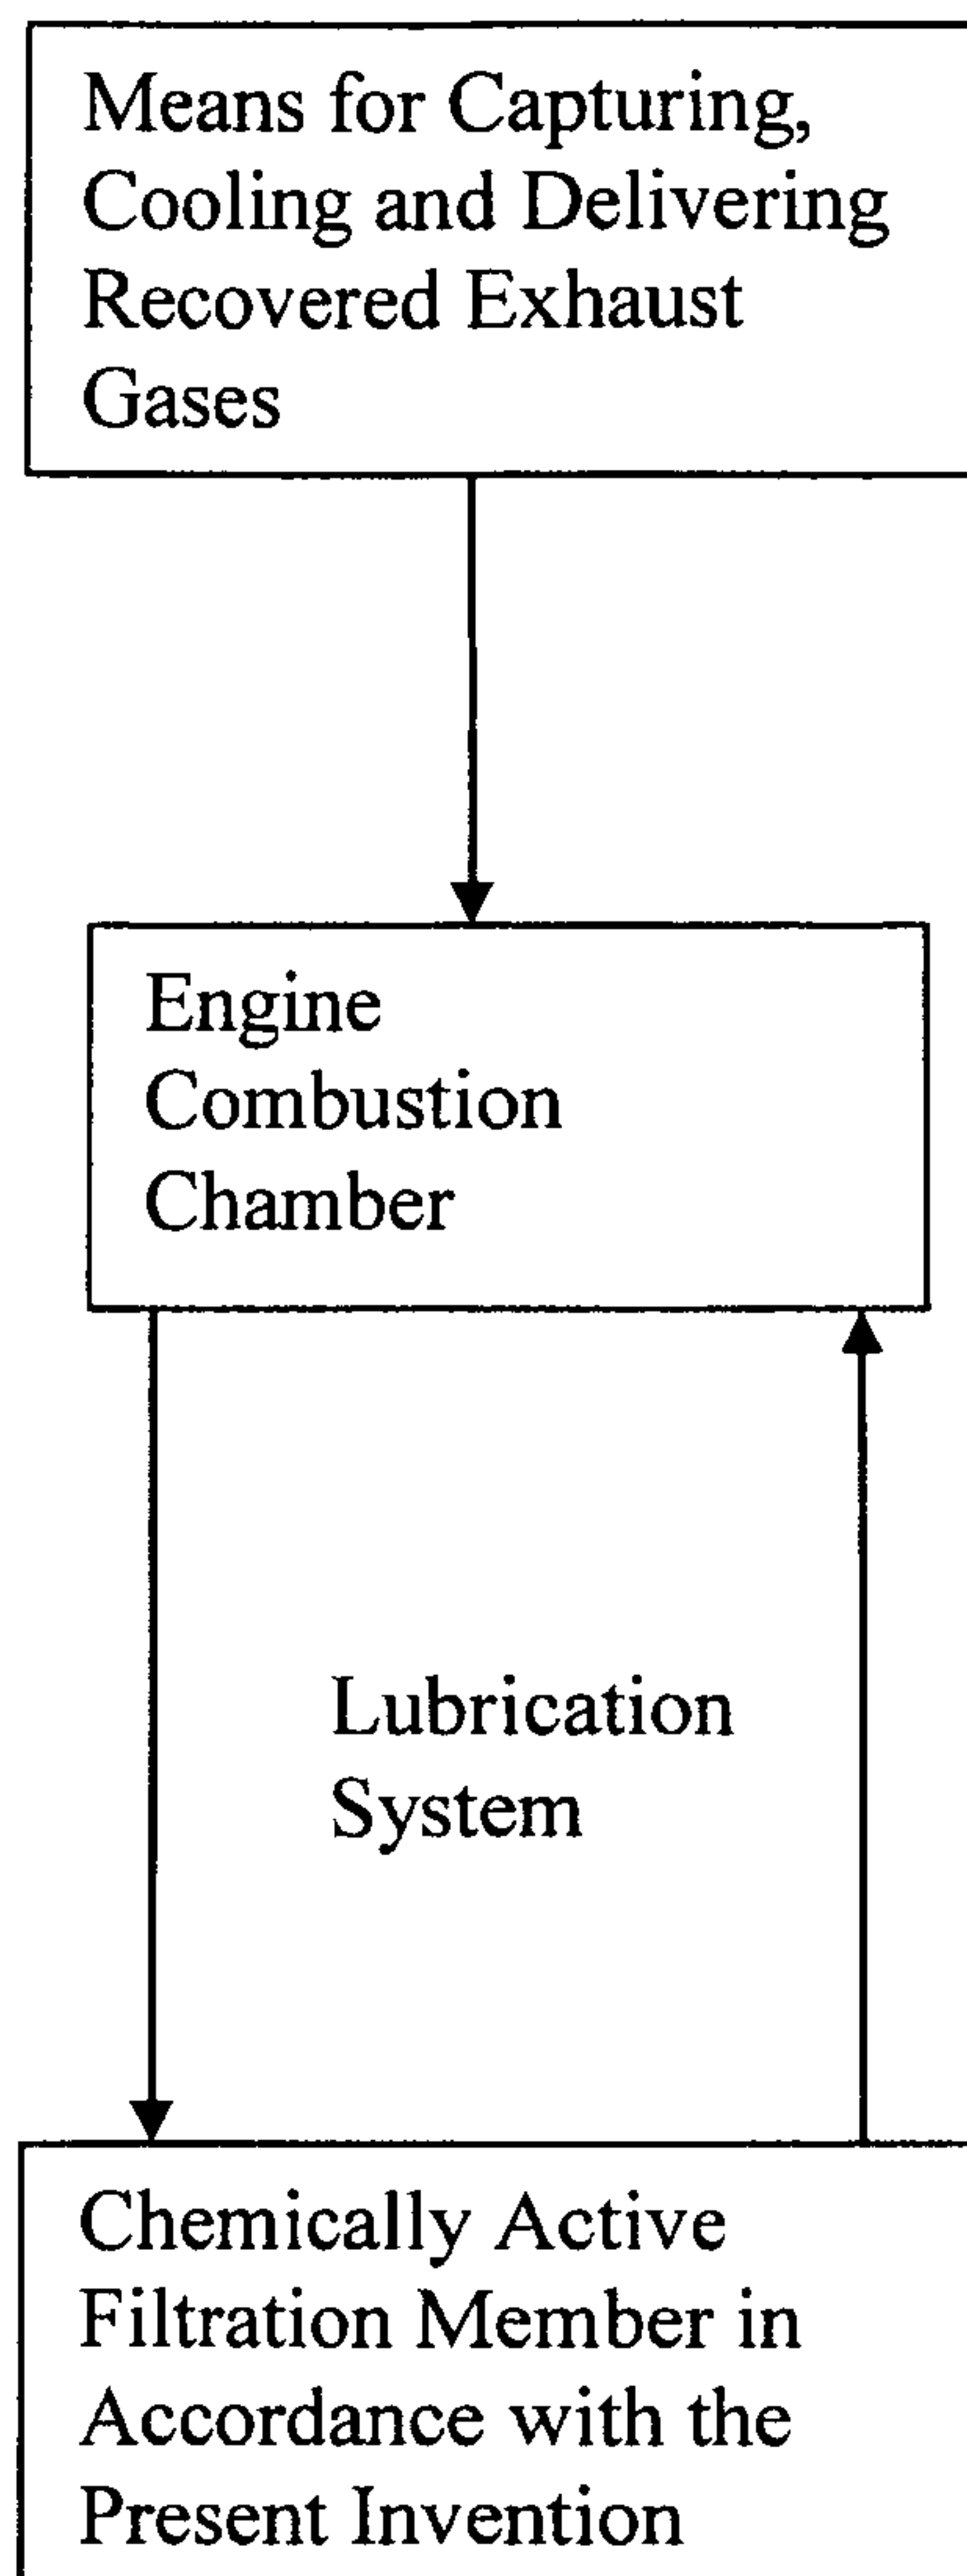 Means for Capturing,
Cooling and Delivering
Recovered Exhaust
Gases
Engine
Combustion
Chamber
Lubrication
System
Chemically Active
Filtration Member in
Accordance with the
Present Invention